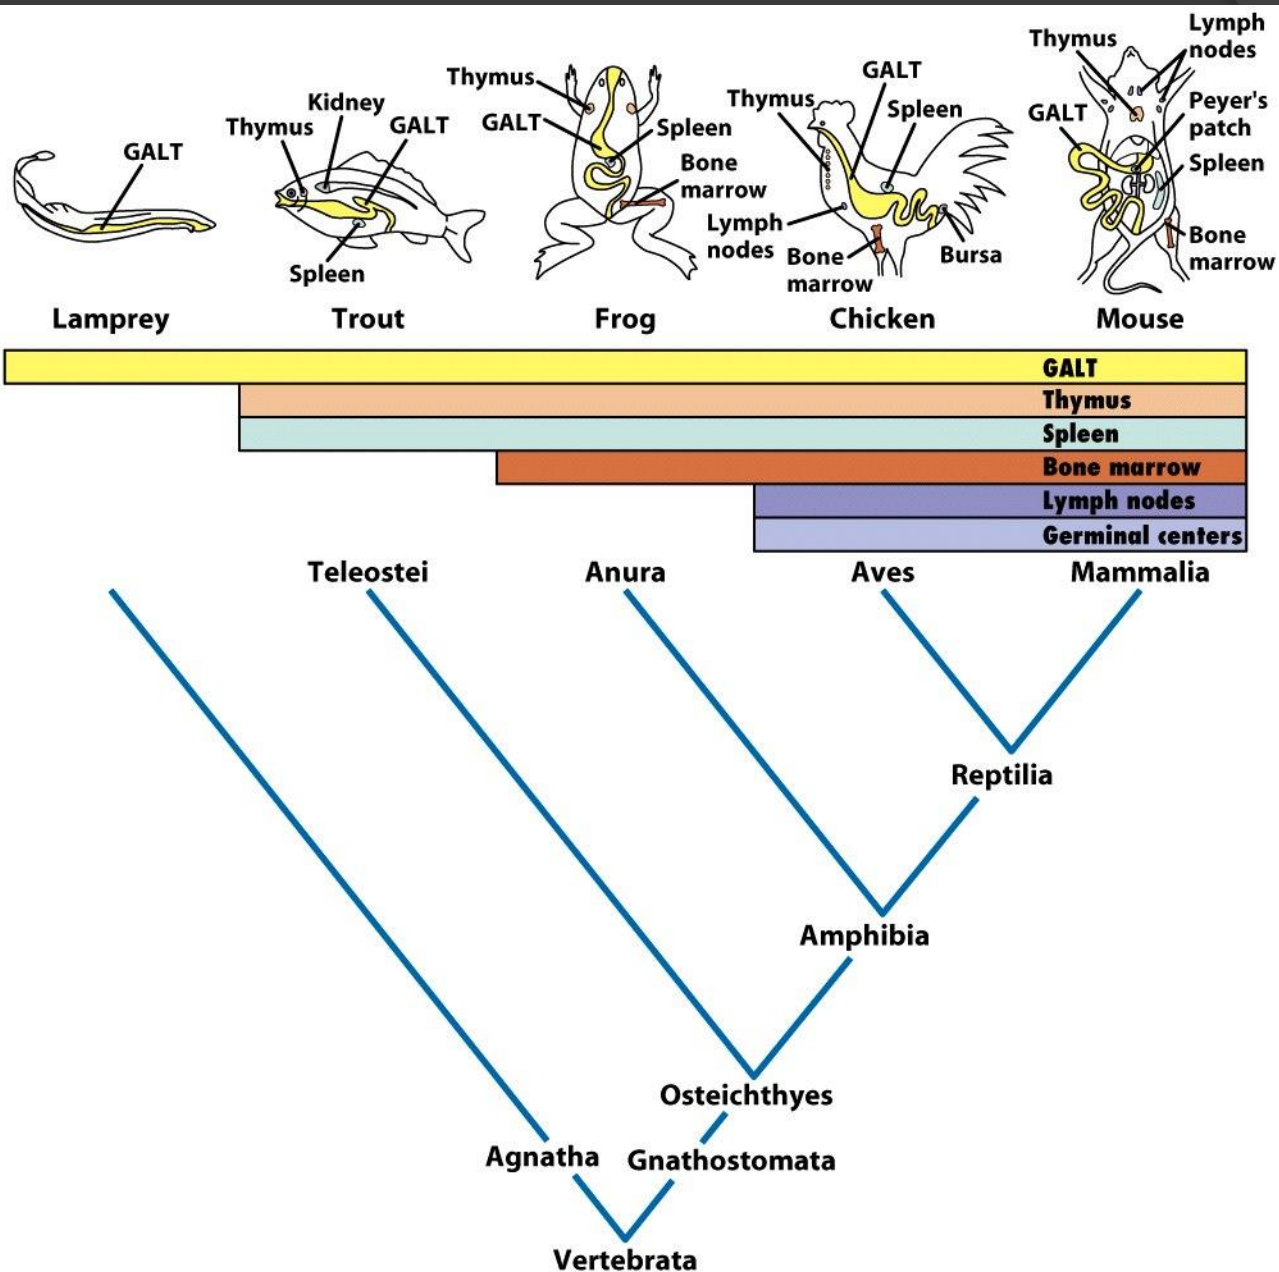 GALT
Lamprey
Thymus
Kidney
GALT
Spleen
Trout
Thymus
GALT
Spleen
Bone
marrow
Frog
Thymus
GALT
Spleen
Lymph
nodes
Bone
marrow
Bursa
Chicken
Thymus
Lymph
nodes
GALT
Peyer's
patch
Spleen
Bone
marrow
Mouse
GALT
Thymus
Spleen
Bone marrow
Lymph nodes
Germinal centers
Teleostei
Anura
Aves
Mammalia
Reptilia
Amphibia
Osteichthyes
Agnatha
Gnathostomata
Vertebrata